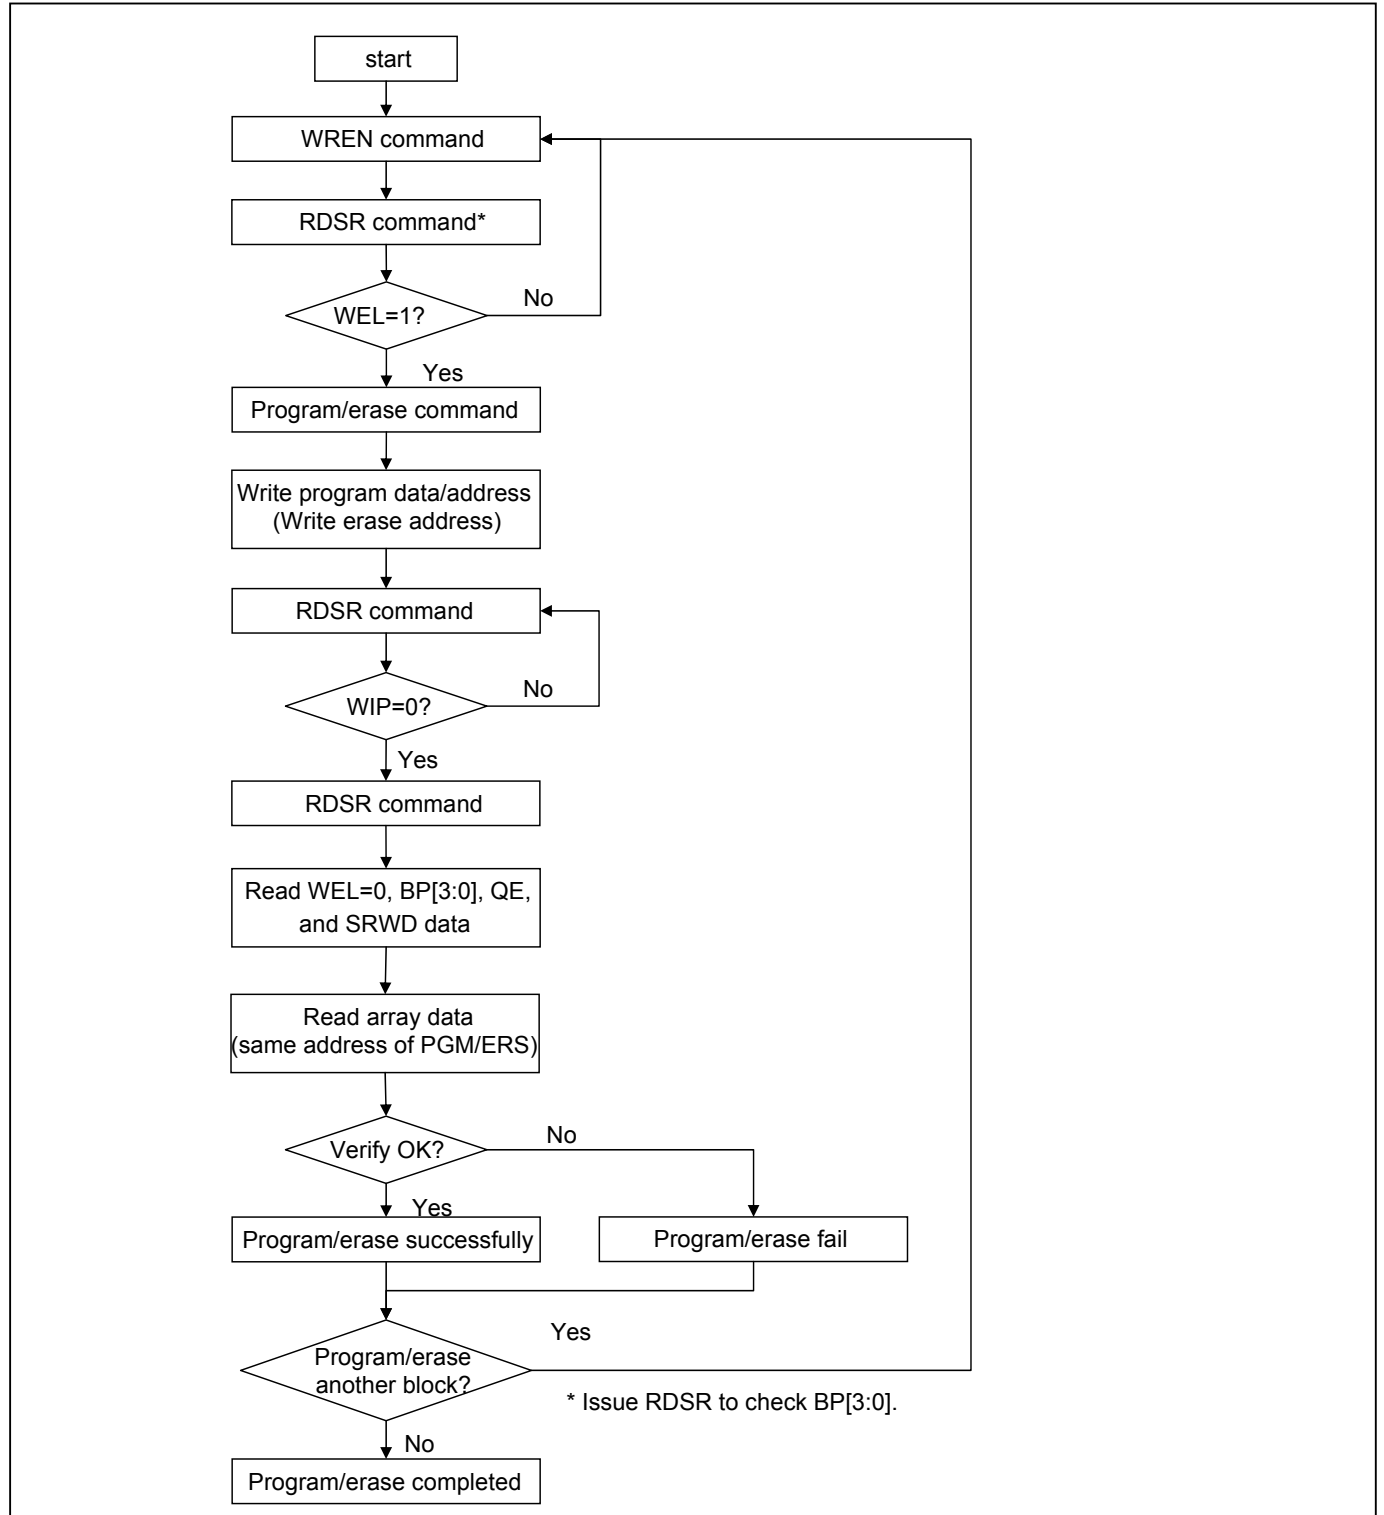 start
WREN command
RDSR command*
WEL=1?
No
Yes
Program/erase command
Write program data/address
(Write erase address)
RDSR command
WIP=0?
No
Yes
RDSR command
Read WEL=0, BP[3:0], QE,
and SRWD data
Read array data
(same address of PGM/ERS)
Verify OK?
No
Yes
Program/erase successfully
Program/erase fail
Yes
Program/erase
another block?
* Issue RDSR to check BP[3:0].
No
Program/erase completed